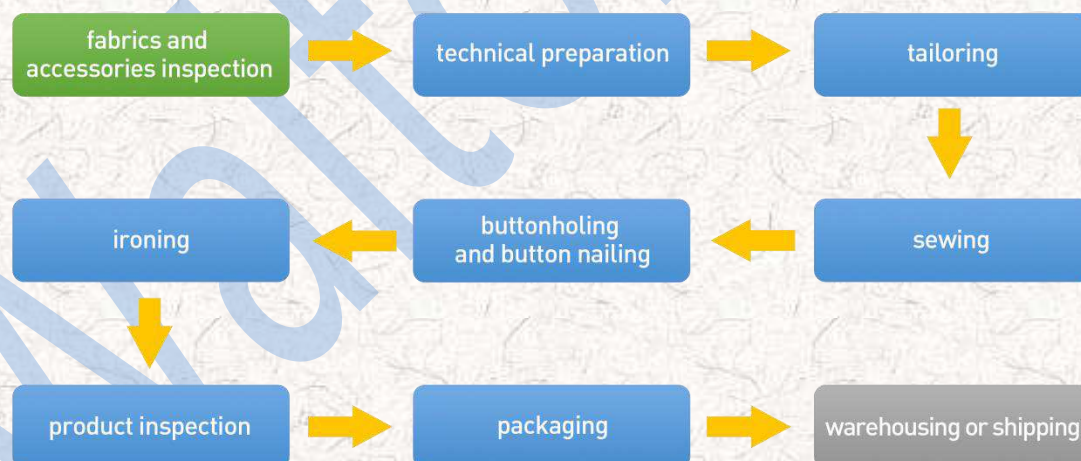 fabrics and
accessories inspection
technical preparation
tailoring
sewing
buttonholing
and button nailing
ironing
product inspection
packaging
warehousing or shipping